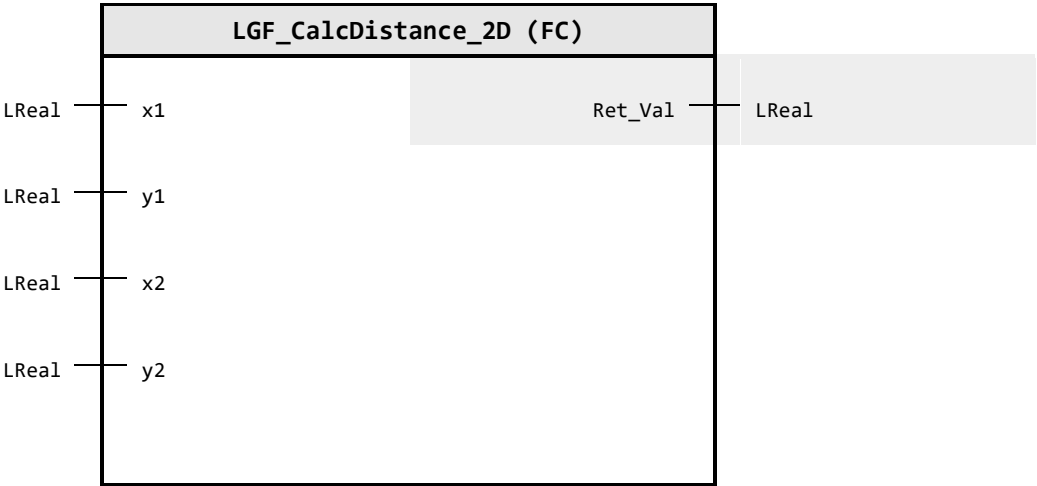 LGF_CalcDistance_2D (FC)
LReal x1 Ret_Val LReal
LReal y1
LReal x2
LReal y2